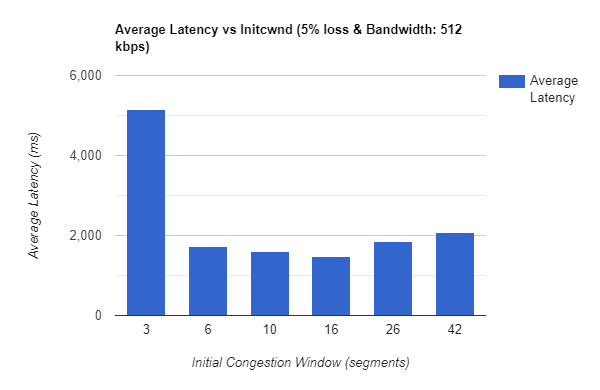 Average Latency vs Initcwnd (5% loss & Bandwidth: 512
kbps)
6,000
4,000
2,000
0
Average Latency (ms)
3 6 10 16 26 42
Initial Congestion Window (segments)
Average
Latency